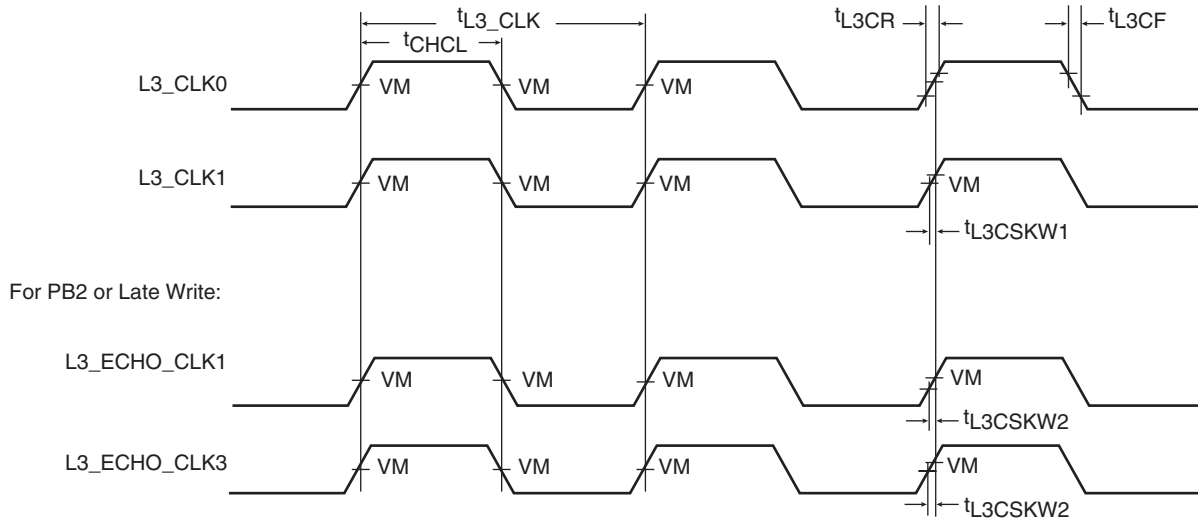 tL3_CLK
tL3CR
tL3CF
tCHCL
L3_CLK0
VM
VM
VM
L3_CLK1
VM
VM
VM
VM
tL3CSKW1
For PB2 or Late Write:
L3_ECHO_CLK1
VM
VM
VM
VM
tL3CSKW2
L3_ECHO_CLK3
VM
VM
VM
VM
tL3CSKW2